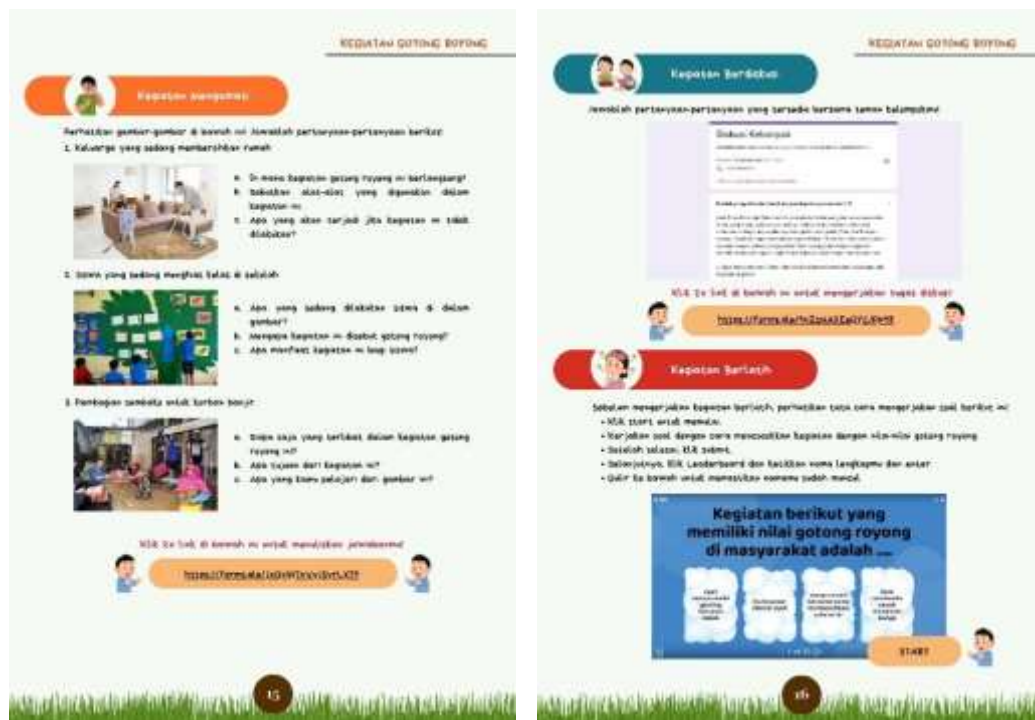 KEGIATAN GOTONG ROYONG
Kegiatan Mengamati
Perhatikan gambar-gambar di bawah ini! Jawablah pertanyaan-pertanyaan berikut!
1. Keluarga yang sedang membersihkan rumah
a. Di mana kegiatan gotong royong ini berlangsung?
b. Sebutkan alat-alat yang digunakan dalam
kegiatan ini.
c. Apa yang akan terjadi jika kegiatan ini tidak
dilakukan?
2. Siswa yang sedang menghias kelas di sekolah
a. Apa yang sedang dilakukan siswa di dalam
gambar?
b. Mengapa kegiatan ini disebut gotong royong?
c. Apa manfaat kegiatan ini bagi siswa?
3. Pembagian sembako untuk korban banjir
a. Siapa saja yang terlibat dalam kegiatan gotong
royong ini?
b. Apa tujuan dari kegiatan ini?
c. Apa yang kamu pelajari dari gambar ini?
Klik ke link di bawah ini untuk menuliskan jawabanmu!
15
KEGIATAN GOTONG ROYONG
Kegiatan Berdiskusi
Jawablah pertanyaan-pertanyaan yang tersedia bersama teman kelompokmu!
Diskusi Kelompok
Klik ke link di bawah ini untuk mengerjakan tugas diskusi!
Kegiatan Berlatih
Sebelum mengerjakan kegiatan berlatih, perhatikan tata cara mengerjakan soal berikut ini:
• Klik start untuk memulai.
• Kerjakan soal dengan cara mencocokkan kegiatan dengan nilai-nilai gotong royong
• Setelah selesai, klik submit.
• Selanjutnya, klik Leaderboard dan ketikkan nama lengkapmu dan enter
• Gulir ke bawah untuk memastikan namamu sudah muncul.
Kegiatan berikut yang
memiliki nilai gotong royong
di masyarakat adalah ....
START
16